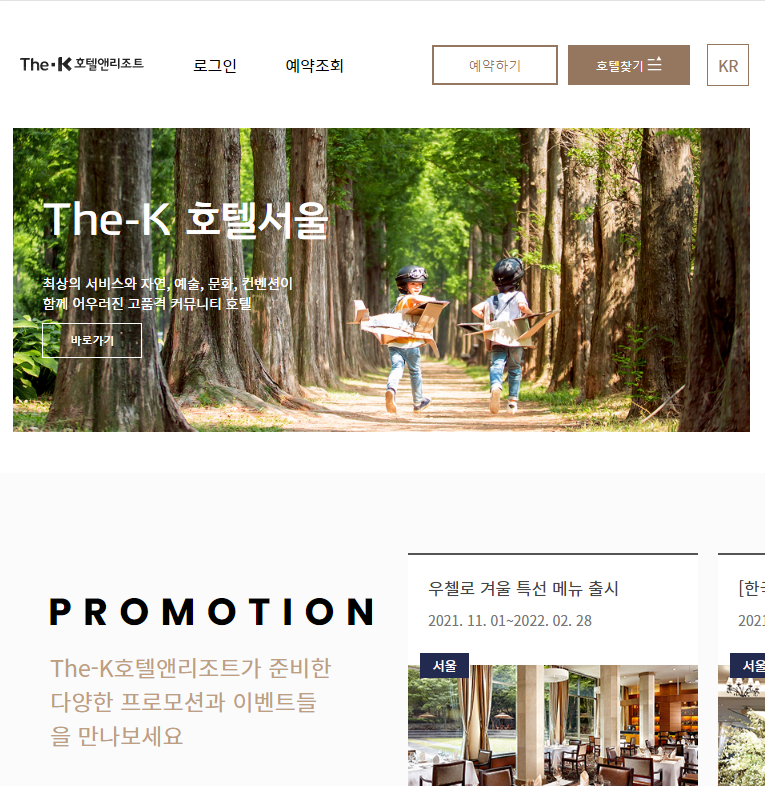 The·K 호텔앤리조트
로그인
예약조회
예약하기
호텔찾기
KR
The-K 호텔서울
최상의 서비스와 자연, 예술, 문화, 컨벤션이
함께 어우러진 고품격 커뮤니티 호텔
바로가기
PROMOTION
The-K호텔앤리조트가 준비한
다양한 프로모션과 이벤트들
을 만나보세요
우첼로 겨울 특선 메뉴 출시
2021. 11. 01~2022. 02. 28
서울
[한국
2021
서울